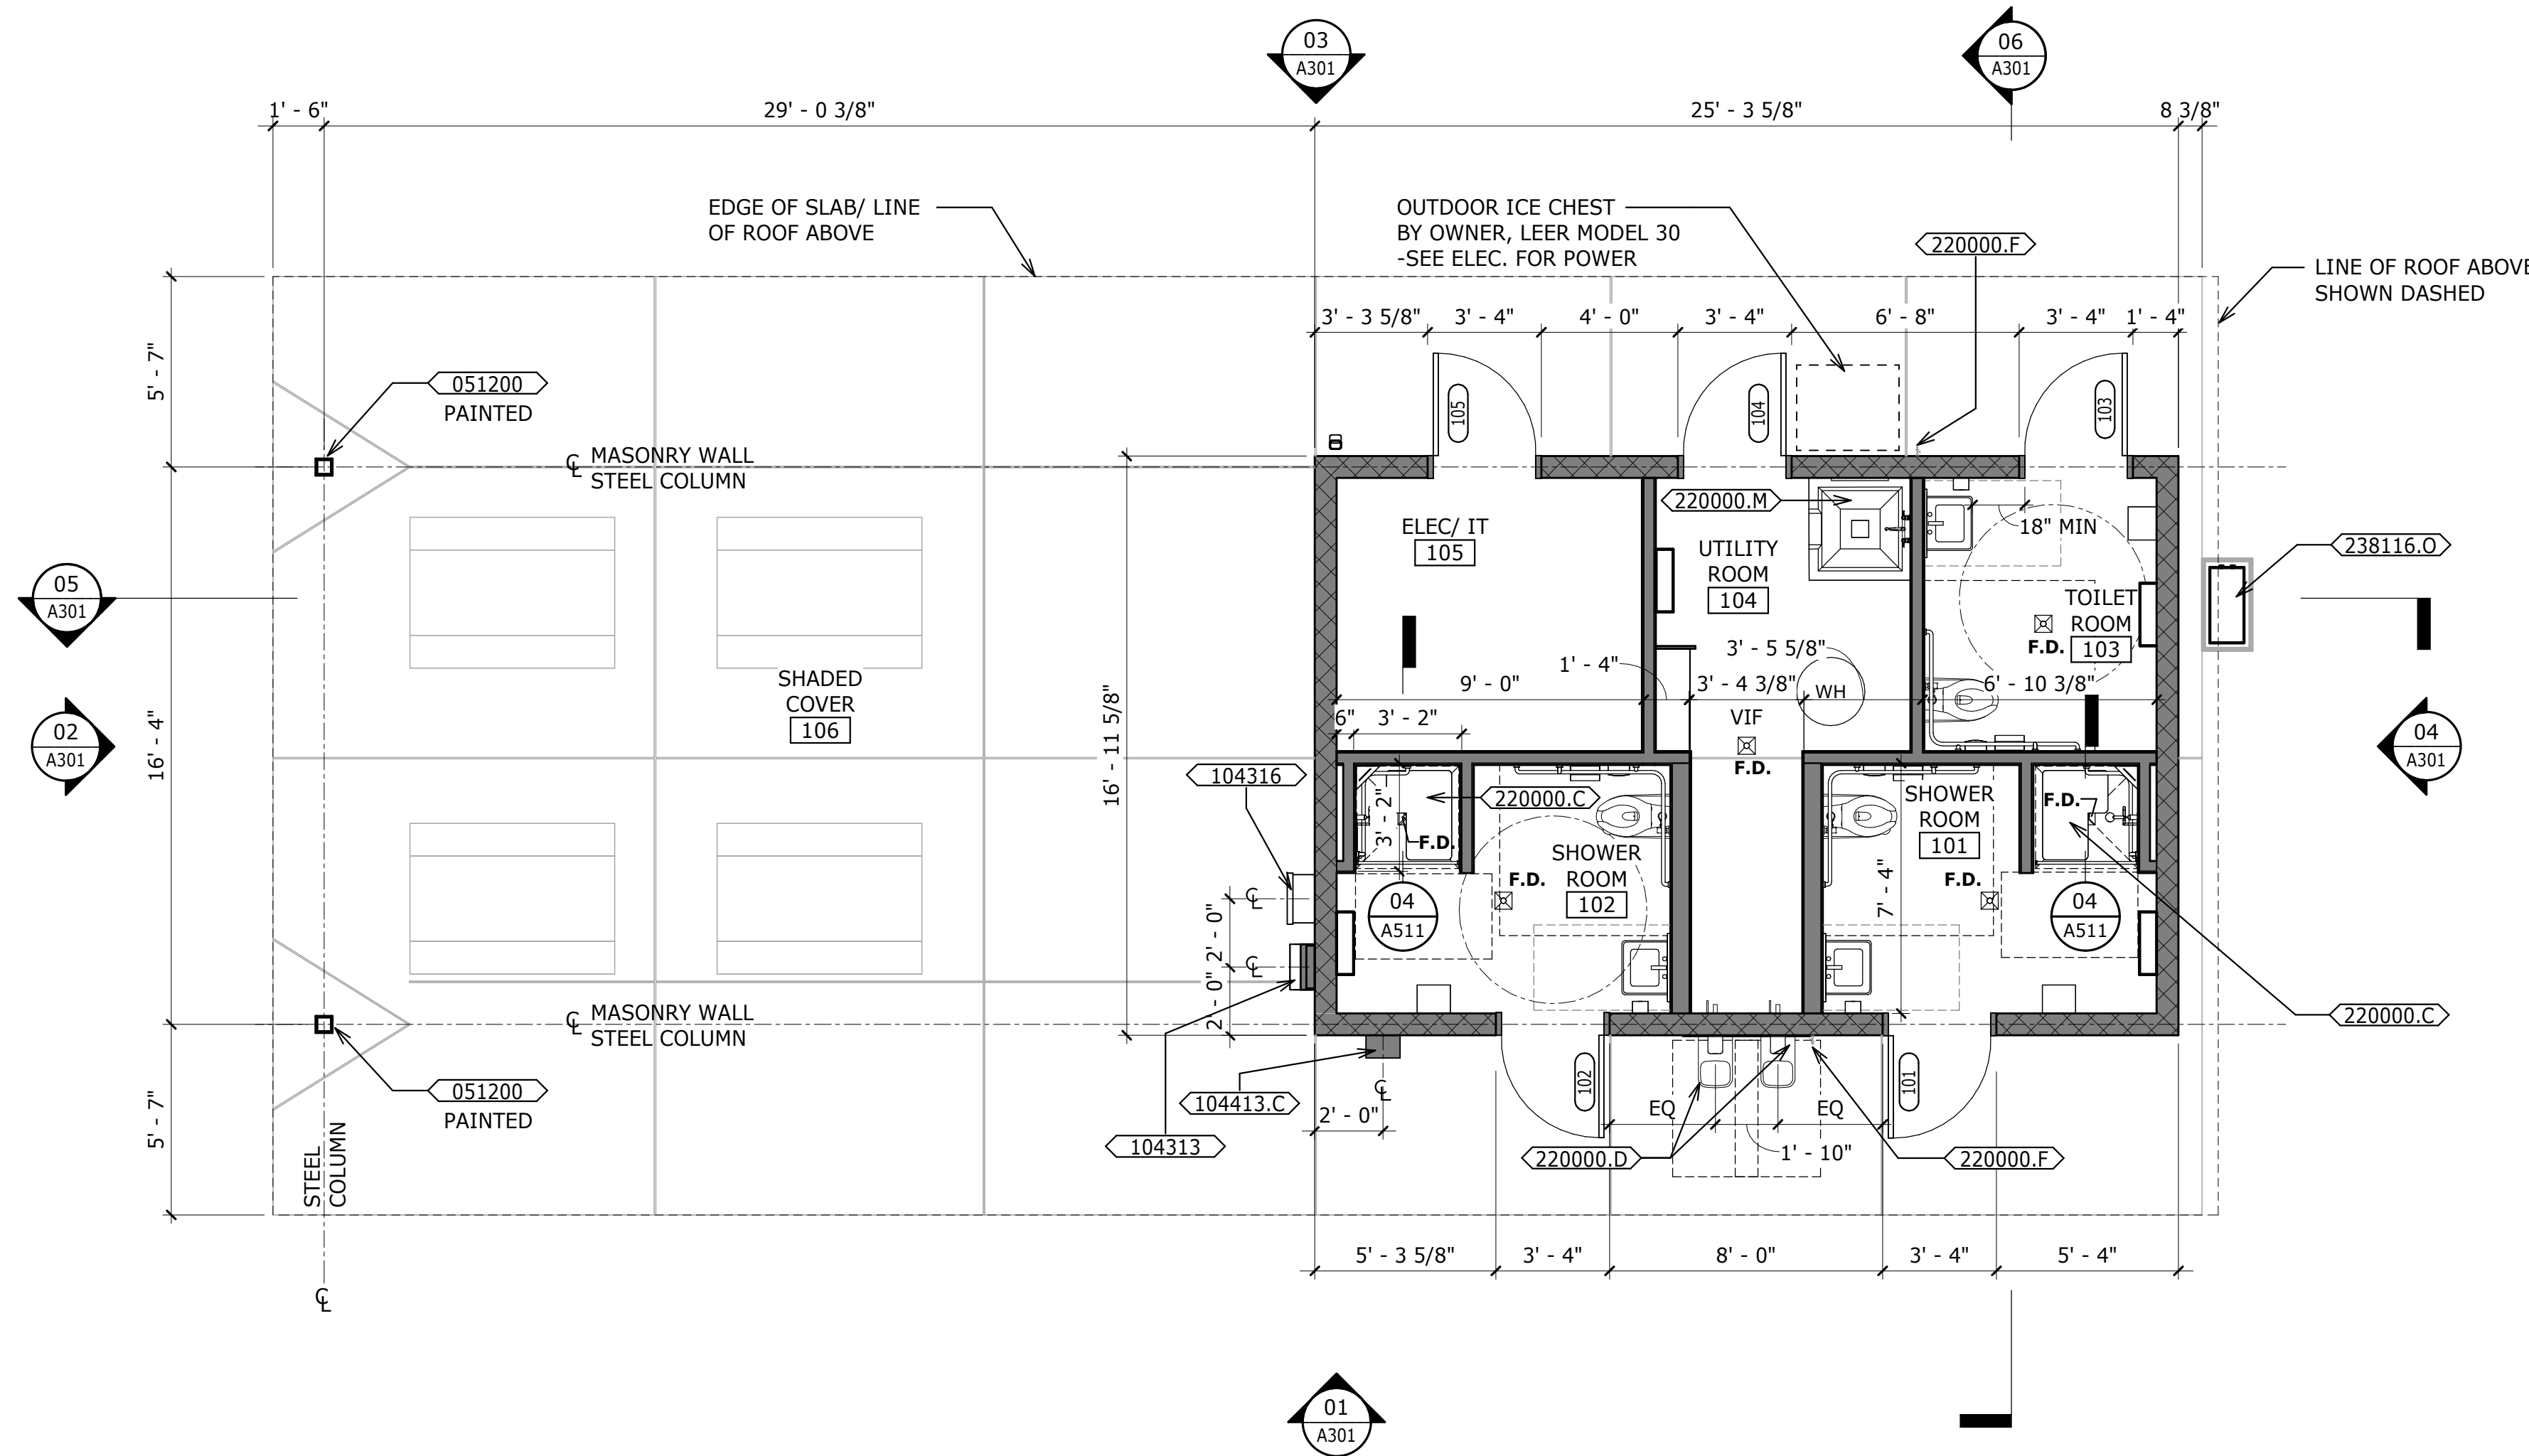 03
A301
06
A301
1' - 6"
29' - 0 3/8"
25' - 3 5/8"
8 3/8"
EDGE OF SLAB/ LINE
OF ROOF ABOVE
OUTDOOR ICE CHEST
BY OWNER, LEER MODEL 30
-SEE ELEC. FOR POWER
220000.F
LINE OF ROOF ABOVE
SHOWN DASHED
3' - 3 5/8"
3' - 4"
4' - 0"
3' - 4"
6' - 8"
3' - 4"
1' - 4"
5' - 7"
051200
PAINTED
105
104
103
℄ MASONRY WALL
STEEL COLUMN
220000.M
ELEC/ IT
105
UTILITY
ROOM
104
18" MIN
238116.O
TOILET
ROOM
103
F.D.
05
A301
SHADED
COVER
106
1' - 4"
3' - 5 5/8"
9' - 0"
3' - 4 3/8"
WH
6' - 10 3/8"
6"
3' - 2"
VIF
F.D.
02
A301
04
A301
16' - 4"
16' - 11 5/8"
104316
3' - 2"
220000.C
F.D.
SHOWER
ROOM
102
F.D.
SHOWER
ROOM
101
F.D.
F.D.
7' - 4"
04
A511
04
A511
℄
2' - 0"
℄
2' - 0"
220000.C
℄ MASONRY WALL
STEEL COLUMN
051200
PAINTED
5' - 7"
STEEL
COLUMN
℄
104413.C
℄
2' - 0"
104313
102
101
EQ
EQ
1' - 10"
220000.D
220000.F
5' - 3 5/8"
3' - 4"
8' - 0"
3' - 4"
5' - 4"
01
A301